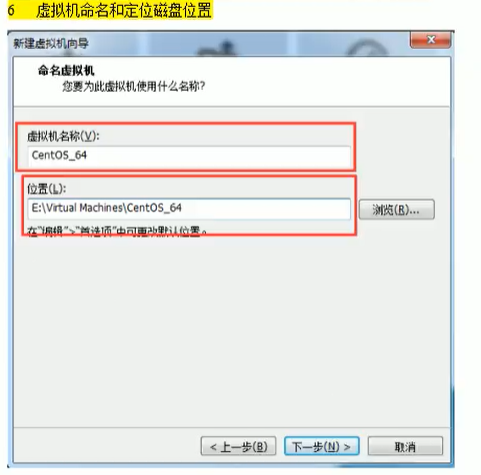 6 虚拟机命名和定位磁盘位置
新建虚拟机向导
命名虚拟机
您要为此虚拟机使用什么名称?
虚拟机名称(V):
CentOS_64
位置(L):
E:\Virtual Machines\CentOS_64
浏览(R)...
在"编辑">"首选项"中可更改默认位置。
< 上一步(B)
下一步(N) >
取消